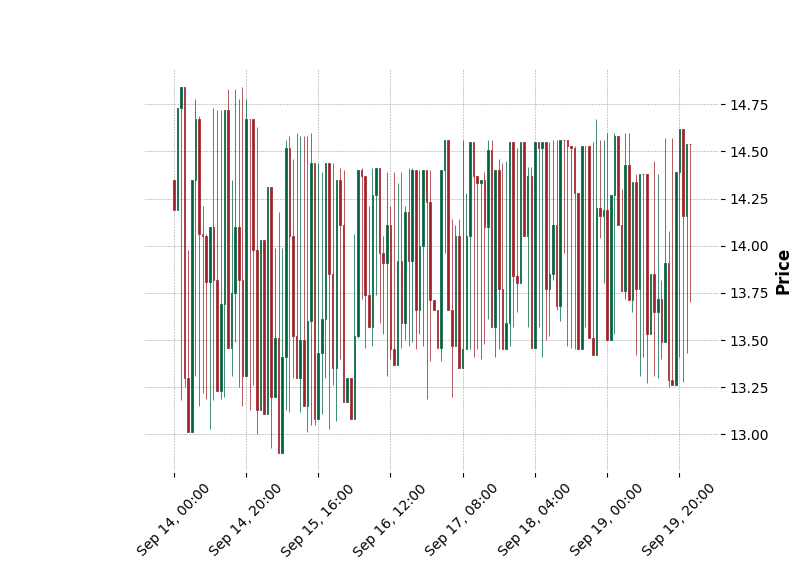 14.75
14.50
14.25
14.00
13.75
13.50
13.25
13.00
Price
Sep 14, 00:00
Sep 14, 20:00
Sep 15, 16:00
Sep 16, 12:00
Sep 17, 08:00
Sep 18, 04:00
Sep 19, 00:00
Sep 19, 20:00